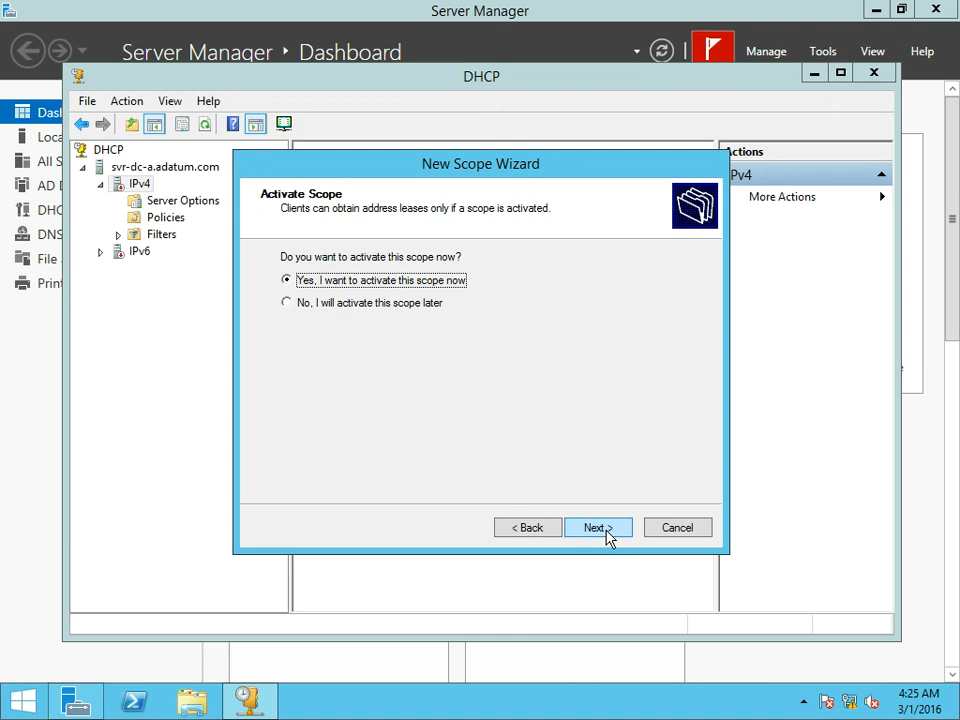 Server Manager
Server Manager ‣ Dashboard
Manage
Tools
View
Help
DHCP
File
Action
View
Help
DHCP
svr-dc-a.adatum.com
IPv4
Server Options
Policies
Filters
IPv6
Actions
More Actions
New Scope Wizard
Activate Scope
Clients can obtain address leases only if a scope is activated.
Do you want to activate this scope now?
Yes, I want to activate this scope now
No, I will activate this scope later
< Back
Next >
Cancel
4:25 AM
3/1/2016